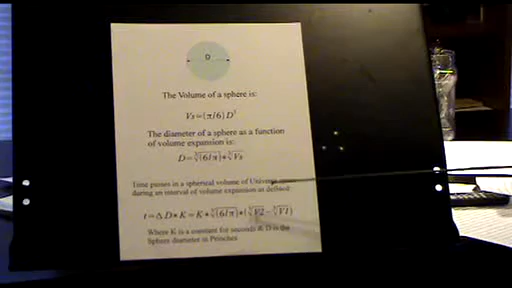 D
The Volume of a sphere is:
Vs=(π/6) D³
The diameter of a sphere as a function
of volume expansion is:
D=∛(6/π)*∛Vs
Time passes in a spherical volume of Universe
during an interval of volume expansion as defined:
t=Δ D*K=K*∛(6/π)*(∛V2-∛V1)
Where K is a constant for seconds & D is the
Sphere diameter in